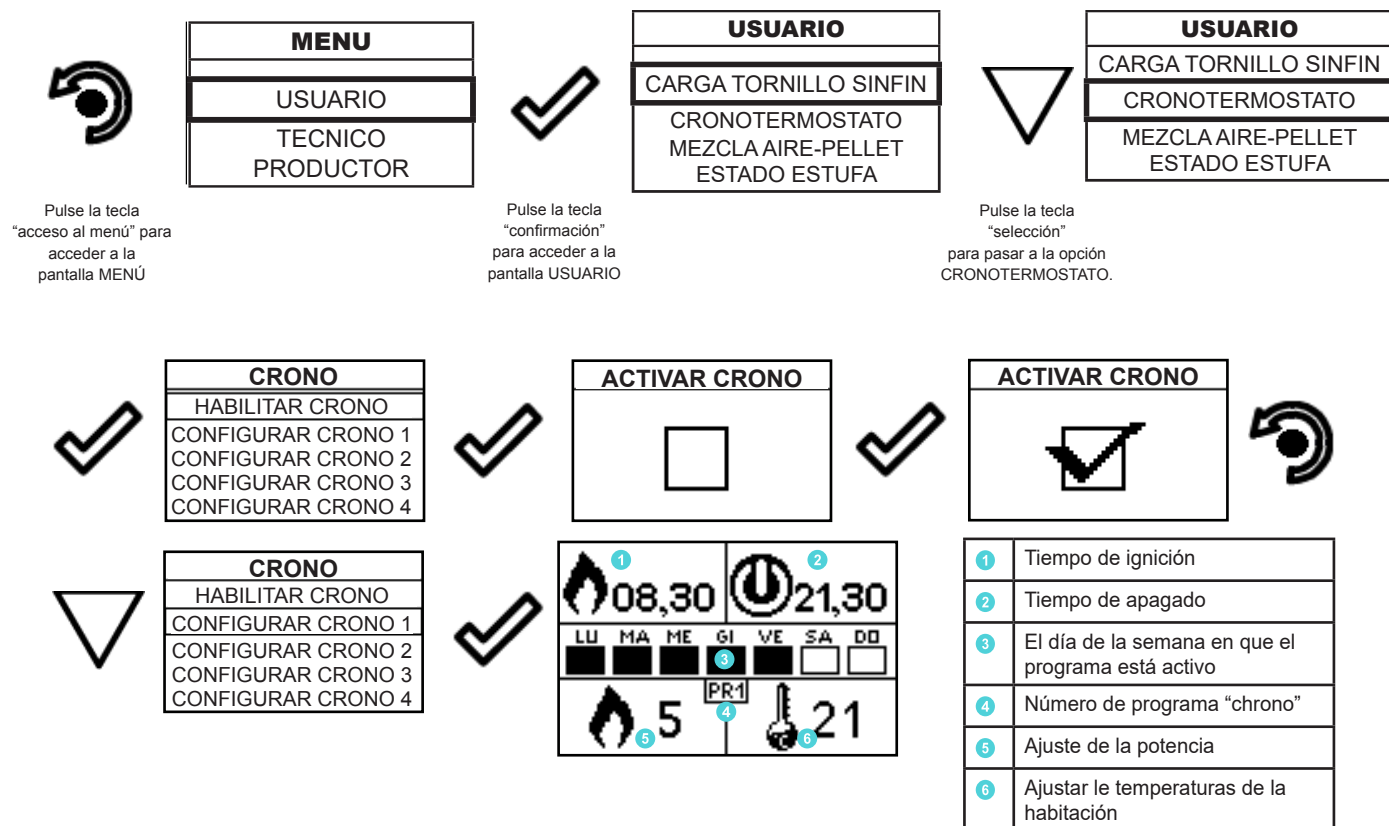 MENU
USUARIO
TECNICO
PRODUCTOR
USUARIO
CARGA TORNILLO SINFIN
CRONOTERMOSTATO
MEZCLA AIRE-PELLET
ESTADO ESTUFA
USUARIO
CARGA TORNILLO SINFIN
CRONOTERMOSTATO
MEZCLA AIRE-PELLET
ESTADO ESTUFA
Pulse la tecla
“acceso al menú” para
acceder a la
pantalla MENÚ
Pulse la tecla
“confirmación”
para acceder a la
pantalla USUARIO
Pulse la tecla
“selección”
para pasar a la opción
CRONOTERMOSTATO.
CRONO
HABILITAR CRONO
CONFIGURAR CRONO 1
CONFIGURAR CRONO 2
CONFIGURAR CRONO 3
CONFIGURAR CRONO 4
ACTIVAR CRONO
ACTIVAR CRONO
CRONO
HABILITAR CRONO
CONFIGURAR CRONO 1
CONFIGURAR CRONO 2
CONFIGURAR CRONO 3
CONFIGURAR CRONO 4
1 2
08,30 21,30
LU MA ME GI VE SA DO
3
PR1
4
5 21
5 6
1 Tiempo de ignición
2 Tiempo de apagado
3 El día de la semana en que el
programa está activo
4 Número de programa “chrono”
5 Ajuste de la potencia
6 Ajustar le temperaturas de la
habitación